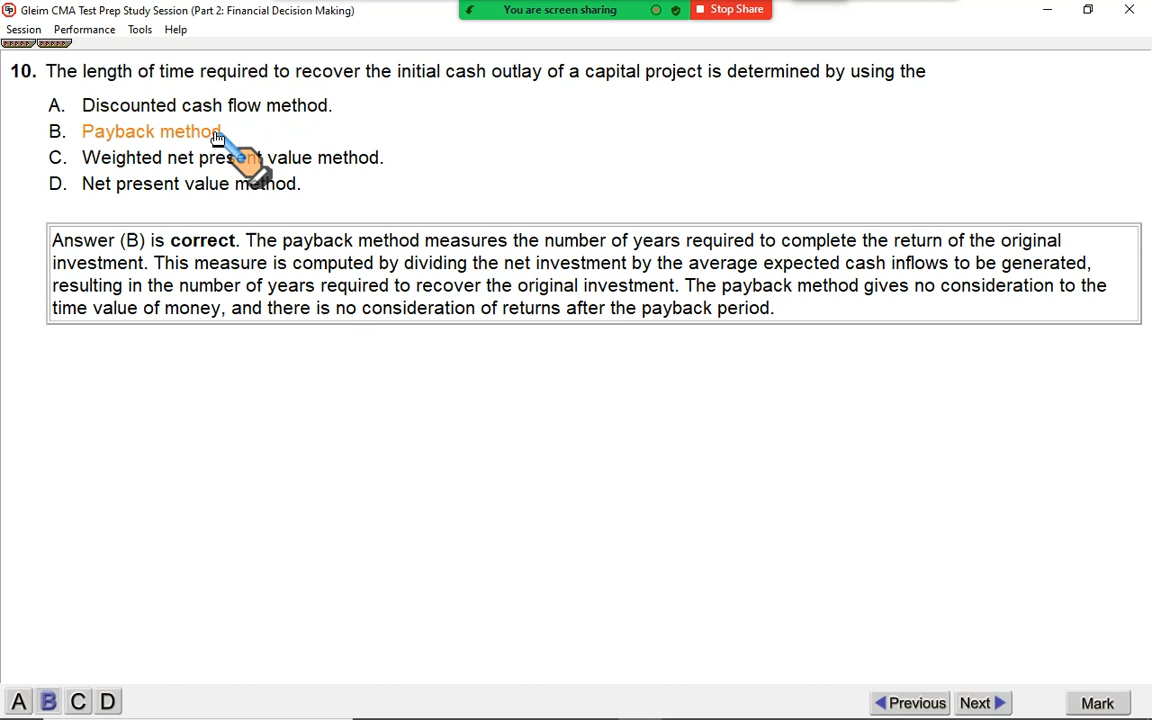 Gleim CMA Test Prep Study Session (Part 2: Financial Decision Making)
You are screen sharing
Stop Share
Session Performance Tools Help
10. The length of time required to recover the initial cash outlay of a capital project is determined by using the
A. Discounted cash flow method.
B. Payback method.
C. Weighted net present value method.
D. Net present value method.
Answer (B) is correct. The payback method measures the number of years required to complete the return of the original
investment. This measure is computed by dividing the net investment by the average expected cash inflows to be generated,
resulting in the number of years required to recover the original investment. The payback method gives no consideration to the
time value of money, and there is no consideration of returns after the payback period.
A B C D
Previous Next Mark